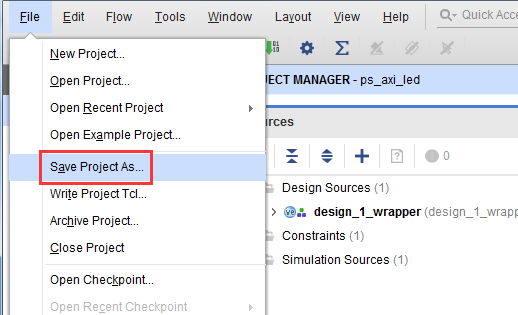 File Edit Flow Tools Window Layout View Help Quick Acce
New Project...
Open Project...
Open Recent Project
Open Example Project...
Save Project As...
Write Project Tcl...
Archive Project...
Close Project
Open Checkpoint...
Open Recent Checkpoint
JECT MANAGER - ps_axi_led
rces
0
Design Sources (1)
design_1_wrapper (design_1_wrapp
Constraints (1)
Simulation Sources (1)